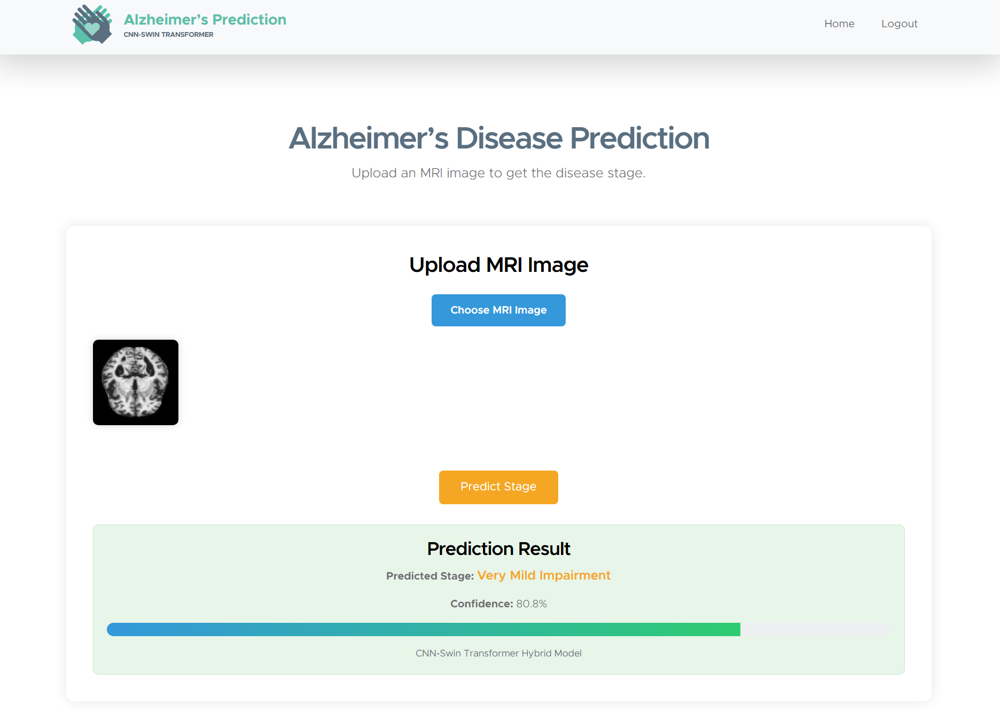 Alzheimer’s Prediction
CNN-SWIN TRANSFORMER
Home
Logout
Alzheimer’s Disease Prediction
Upload an MRI image to get the disease stage.
Upload MRI Image
Choose MRI Image
Predict Stage
Prediction Result
Predicted Stage: Very Mild Impairment
Confidence: 80.8%
CNN-Swin Transformer Hybrid Model